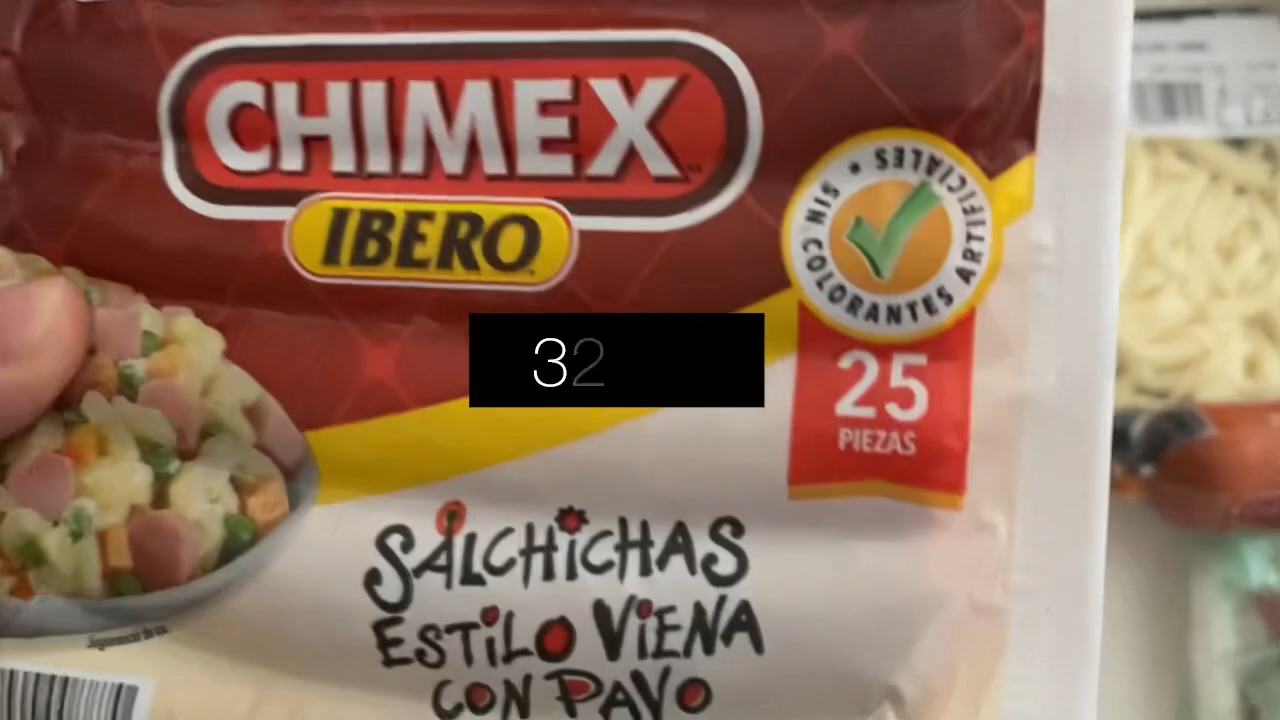 CHIMEX
IBERO
SIN COLORANTES ARTIFICIALES
32
25
PIEZAS
SALCHICHAS
ESTILO VIENA
CON PAVO